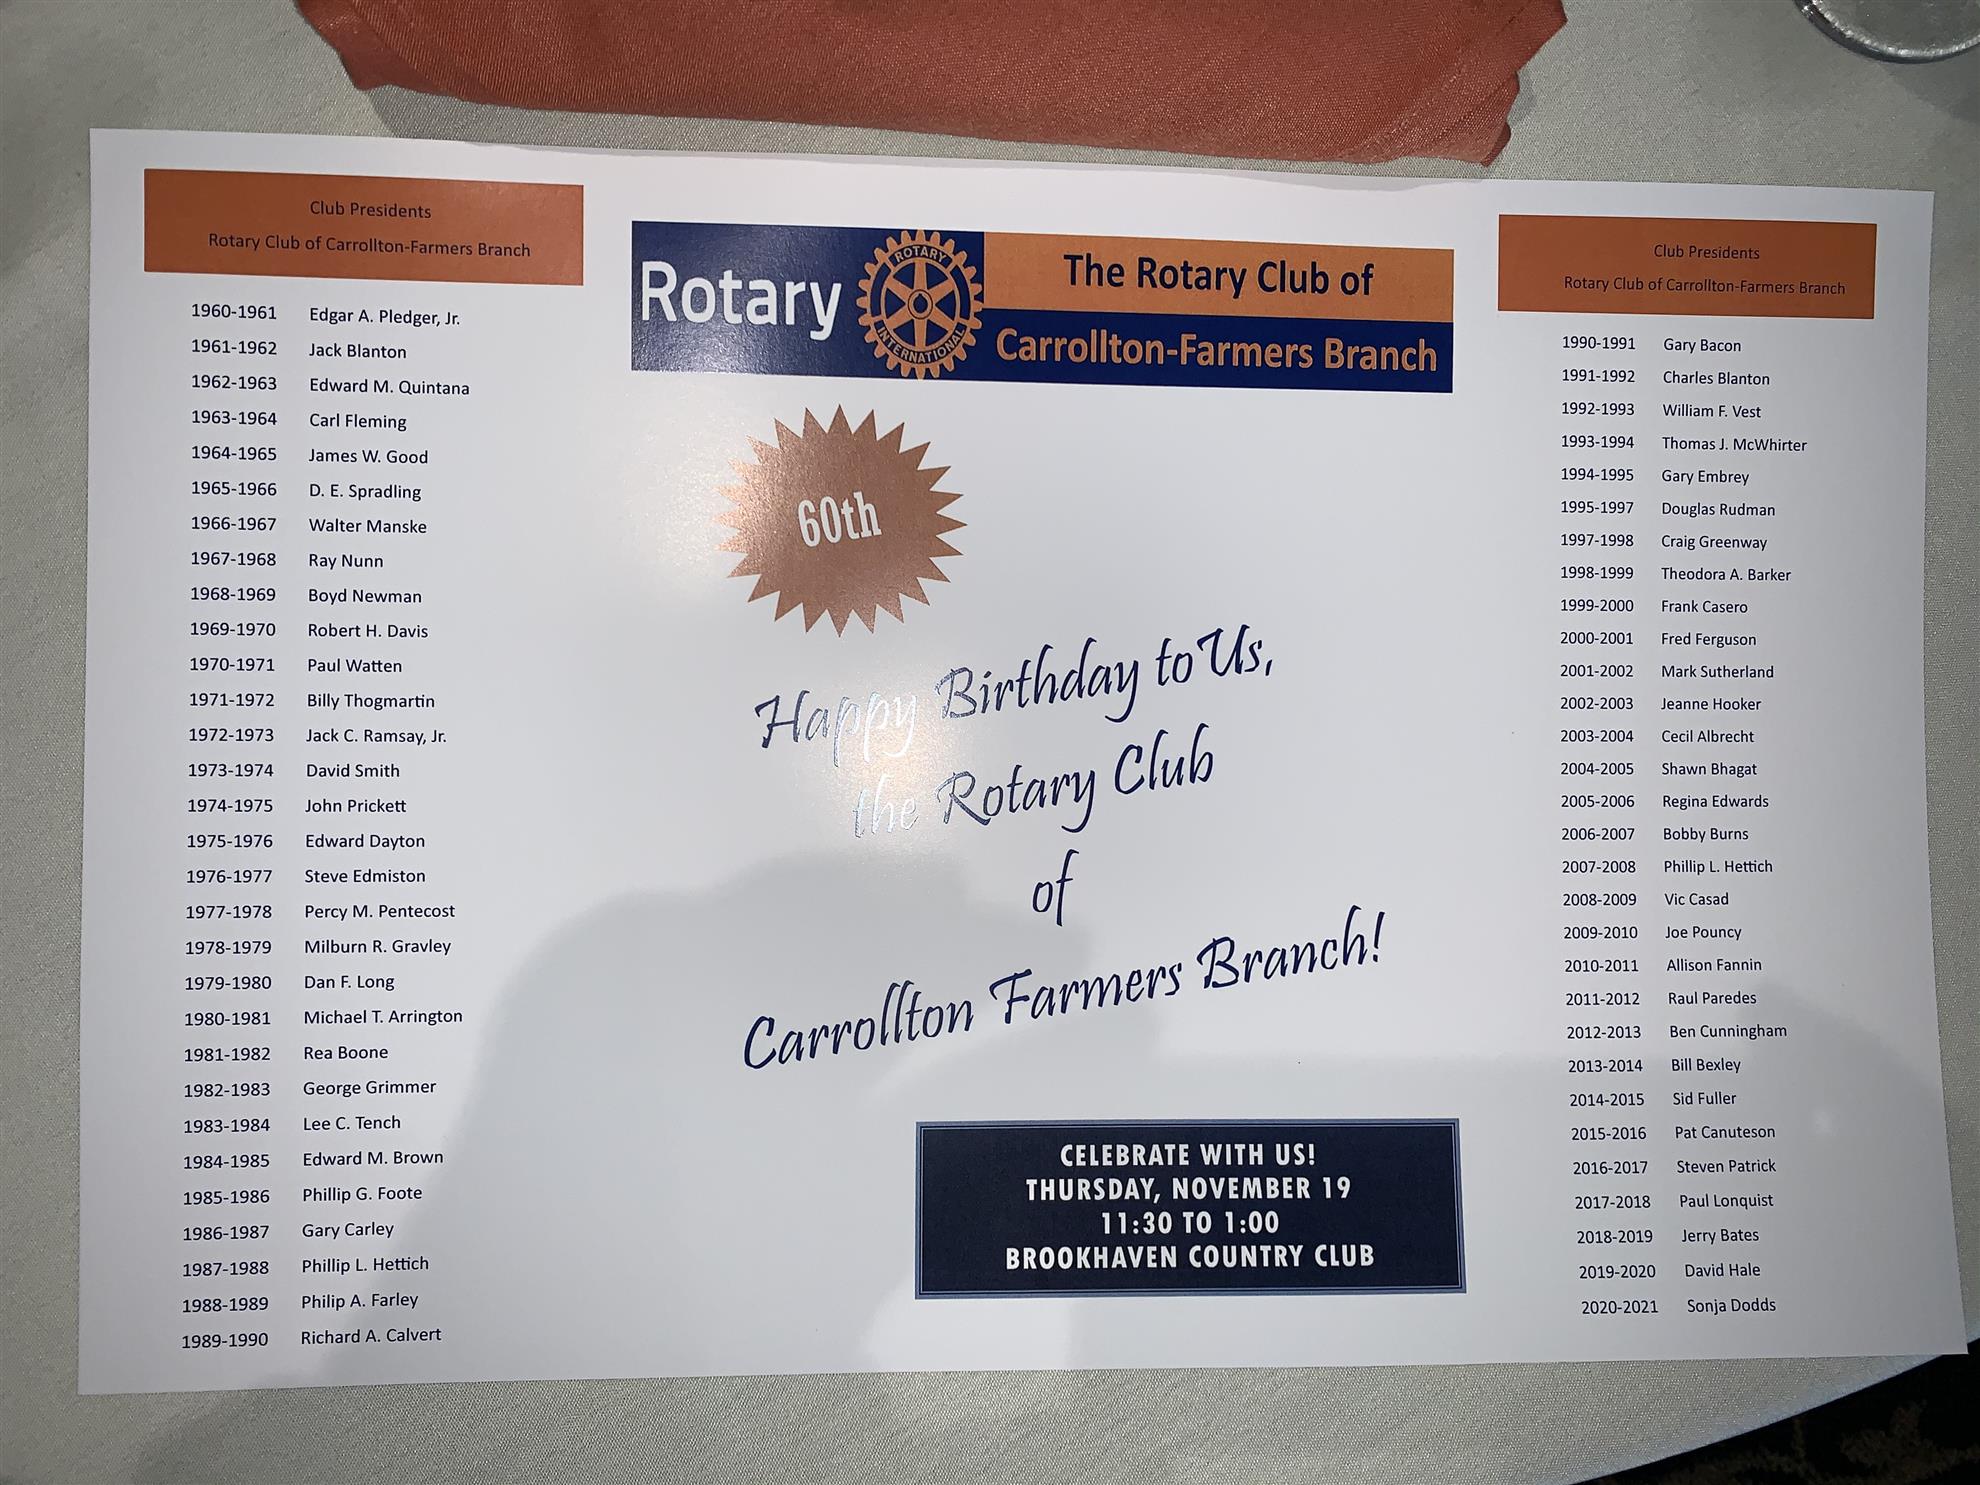 Club Presidents
Rotary Club of Carrollton-Farmers Branch
1960-1961 Edgar A. Pledger, Jr.
1961-1962 Jack Blanton
1962-1963 Edward M. Quintana
1963-1964 Carl Fleming
1964-1965 James W. Good
1965-1966 D. E. Spradling
1966-1967 Walter Manske
1967-1968 Ray Nunn
1968-1969 Boyd Newman
1969-1970 Robert H. Davis
1970-1971 Paul Watten
1971-1972 Billy Thogmartin
1972-1973 Jack C. Ramsay, Jr.
1973-1974 David Smith
1974-1975 John Prickett
1975-1976 Edward Dayton
1976-1977 Steve Edmiston
1977-1978 Percy M. Pentecost
1978-1979 Milburn R. Gravley
1979-1980 Dan F. Long
1980-1981 Michael T. Arrington
1981-1982 Rea Boone
1982-1983 George Grimmer
1983-1984 Lee C. Tench
1984-1985 Edward M. Brown
1985-1986 Phillip G. Foote
1986-1987 Gary Carley
1987-1988 Phillip L. Hettich
1988-1989 Philip A. Farley
1989-1990 Richard A. Calvert
Rotary
ROTARY
INTERNATIONAL
The Rotary Club of
Carrollton-Farmers Branch
60th
Happy Birthday to Us,
the Rotary Club
of
Carrollton Farmers Branch!
CELEBRATE WITH US!
THURSDAY, NOVEMBER 19
11:30 TO 1:00
BROOKHAVEN COUNTRY CLUB
Club Presidents
Rotary Club of Carrollton-Farmers Branch
1990-1991 Gary Bacon
1991-1992 Charles Blanton
1992-1993 William F. Vest
1993-1994 Thomas J. McWhirter
1994-1995 Gary Embrey
1995-1997 Douglas Rudman
1997-1998 Craig Greenway
1998-1999 Theodora A. Barker
1999-2000 Frank Casero
2000-2001 Fred Ferguson
2001-2002 Mark Sutherland
2002-2003 Jeanne Hooker
2003-2004 Cecil Albrecht
2004-2005 Shawn Bhagat
2005-2006 Regina Edwards
2006-2007 Bobby Burns
2007-2008 Phillip L. Hettich
2008-2009 Vic Casad
2009-2010 Joe Pouncy
2010-2011 Allison Fannin
2011-2012 Raul Paredes
2012-2013 Ben Cunningham
2013-2014 Bill Bexley
2014-2015 Sid Fuller
2015-2016 Pat Canuteson
2016-2017 Steven Patrick
2017-2018 Paul Lonquist
2018-2019 Jerry Bates
2019-2020 David Hale
2020-2021 Sonja Dodds